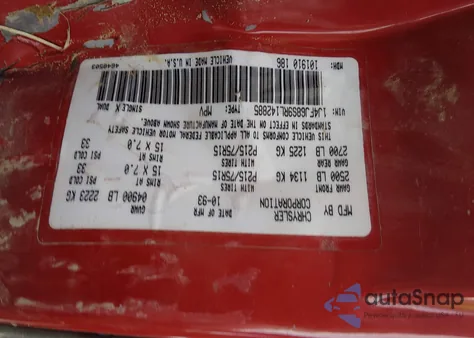 MFD BY CHRYSLER CORPORATION DATE OF MFR 10-93 GVWR 04900 LB 2223 KG
GAWR FRONT WITH TIRES RIMS AT PSI COLD
2500 LB 1134 KG P215/75R15 15 X 7.0 33
GAWR REAR WITH TIRES RIMS AT PSI COLD
2700 LB 1225 KG P215/75R15 15 X 7.0 33
THIS VEHICLE CONFORMS TO ALL APPLICABLE FEDERAL MOTOR VEHICLE SAFETY
STANDARDS IN EFFECT ON THE DATE OF MANUFACTURE SHOWN ABOVE.
VIN: 1J4FJ68S9RL142885 TYPE: MPV SINGLE X DUAL
MDH: 101910 186 VEHICLE MADE IN U.S.A. 4648503
autoSnap